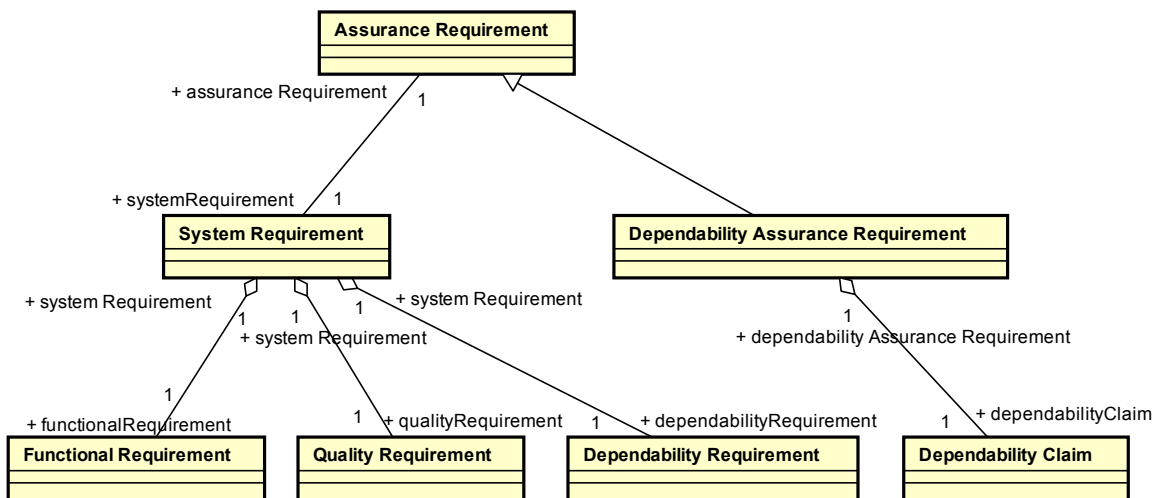 Assurance Requirement
+ assurance Requirement
1
+ systemRequirement
1
System Requirement
Dependability Assurance Requirement
+ system Requirement
1
+ system Requirement
1
+ system Requirement
1
+ dependability Assurance Requirement
1
1
+ functionalRequirement
1
+ qualityRequirement
1
+ dependabilityRequirement
1
+ dependabilityClaim
Functional Requirement
Quality Requirement
Dependability Requirement
Dependability Claim